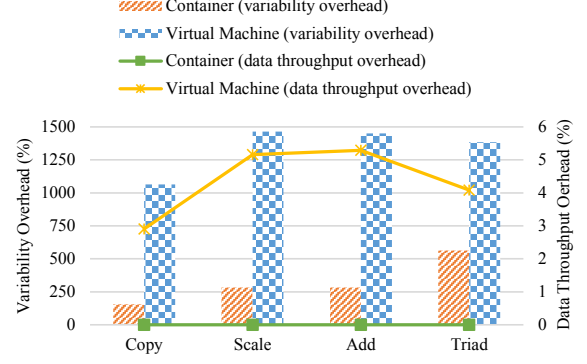 Container (variability overhead)
Virtual Machine (variability overhead)
Container (data throughput overhead)
Virtual Machine (data throughput overhead)
Variability Overhead (%)
1500
1250
1000
750
500
250
0
6
5
4
3
2
1
0
Data Throughput Oerhead (%)
Copy Scale Add Triad